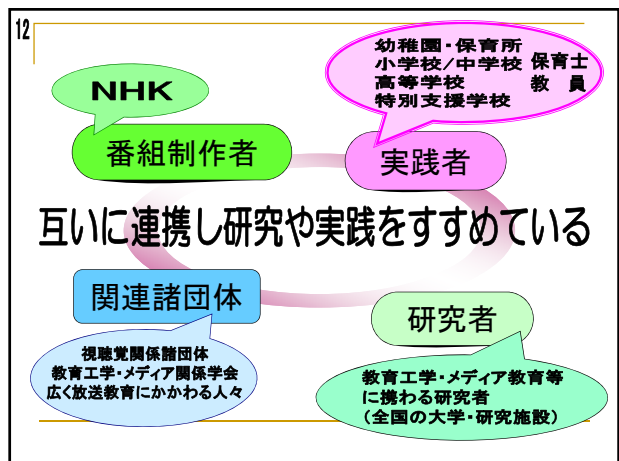 12
NHK
番組制作者
幼稚園・保育所
小学校/中学校
高等学校
特別支援学校
保育士
教 員
実践者
互いに連携し研究や実践をすすめている
関連諸団体
視聴覚関係諸団体
教育工学・メディア関係学会
広く放送教育にかかわる人々
研究者
教育工学・メディア教育等
に携わる研究者
（全国の大学・研究施設）